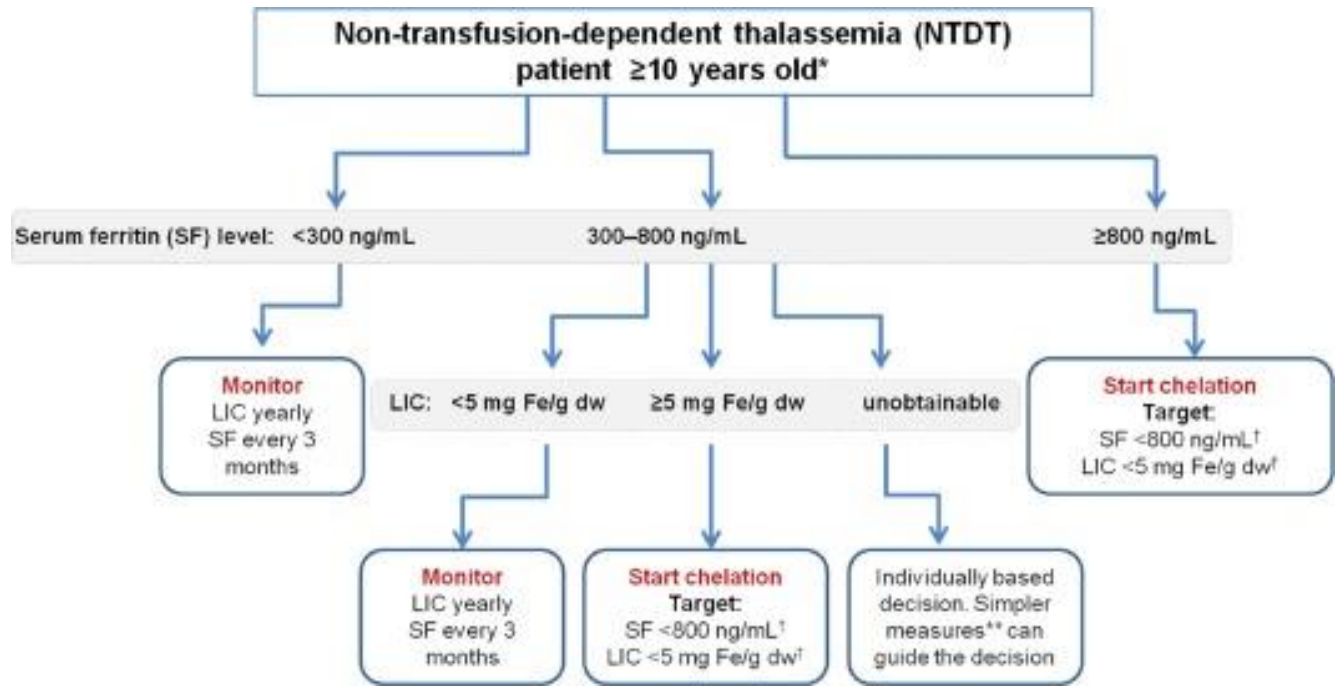 Non-transfusion-dependent thalassemia (NTDT)
patient ≥10 years old*
Serum ferritin (SF) level: <300 ng/mL 300–800 ng/mL ≥800 ng/mL
Monitor
LIC yearly
SF every 3
months
LIC: <5 mg Fe/g dw ≥5 mg Fe/g dw unobtainable
Start chelation
Target:
SF <800 ng/mL†
LIC <5 mg Fe/g dw†
Monitor
LIC yearly
SF every 3
months
Start chelation
Target:
SF <800 ng/mL†
LIC <5 mg Fe/g dw†
Individually based
decision. Simpler
measures** can
guide the decision